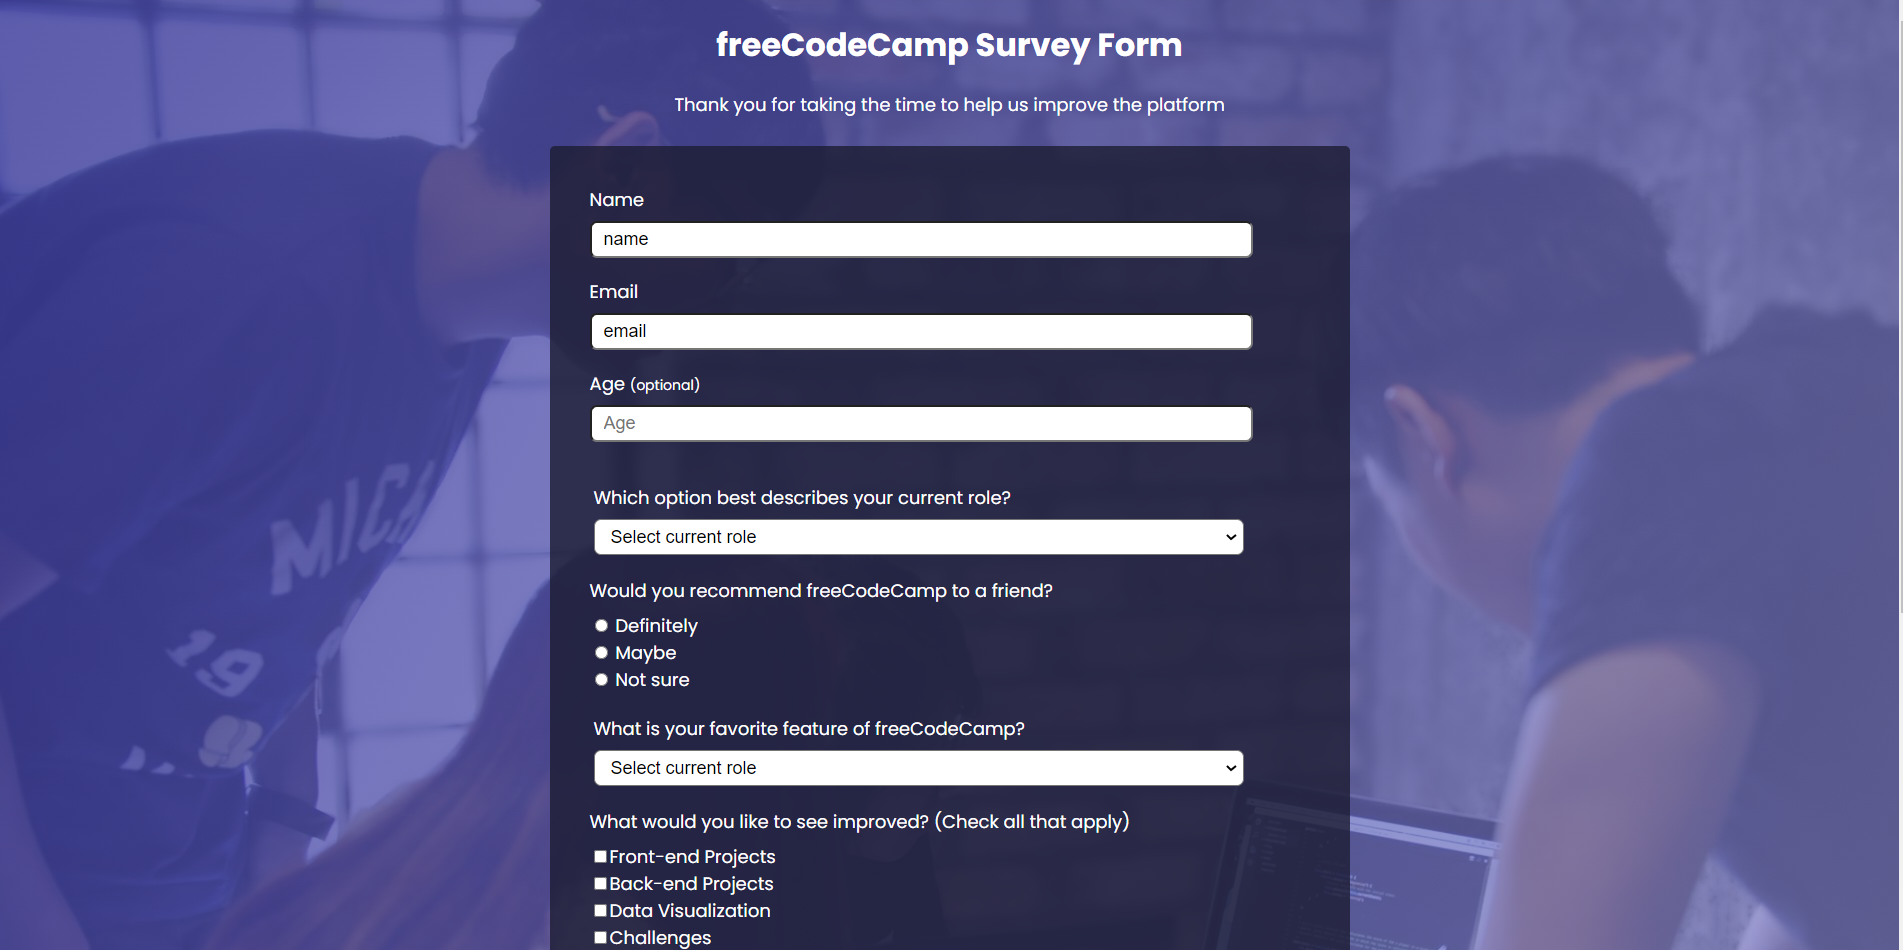 freeCodeCamp Survey Form
Thank you for taking the time to help us improve the platform
Name
name
Email
email
Age (optional)
Age
Which option best describes your current role?
Select current role
Would you recommend freeCodeCamp to a friend?
Definitely
Maybe
Not sure
What is your favorite feature of freeCodeCamp?
Select current role
What would you like to see improved? (Check all that apply)
Front-end Projects
Back-end Projects
Data Visualization
Challenges
MICH
19